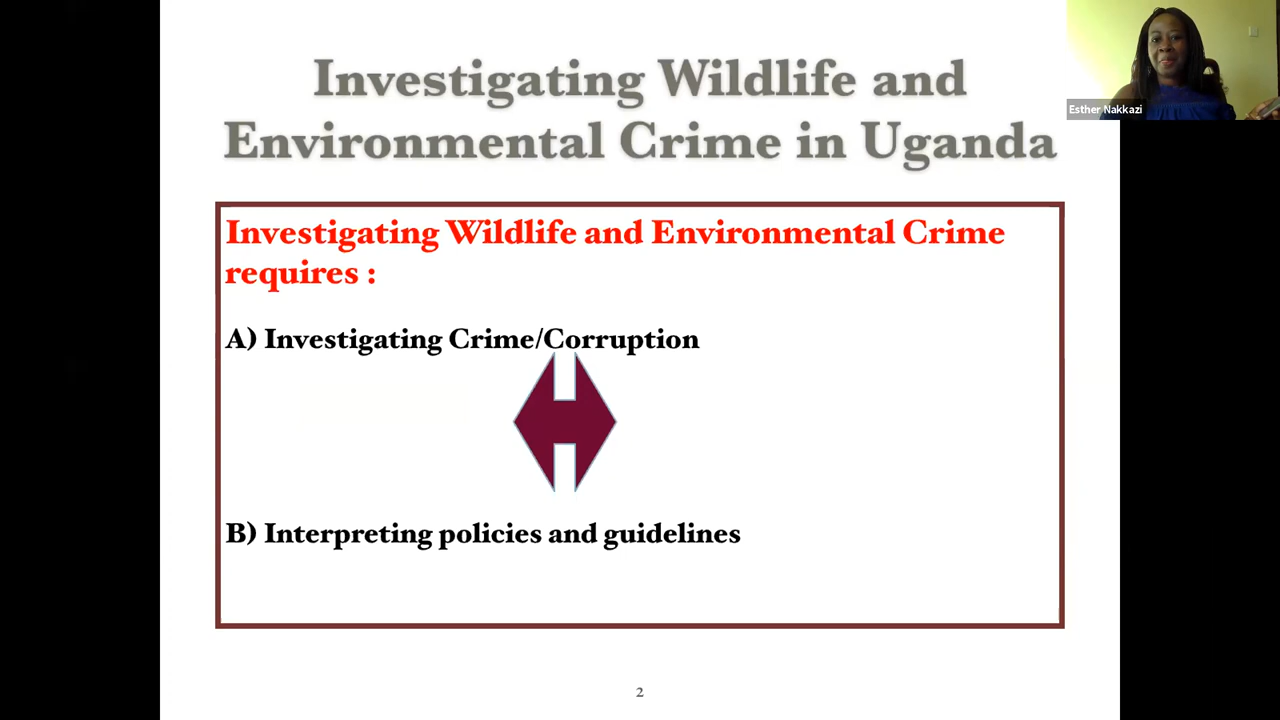 Investigating Wildlife and
Environmental Crime in Uganda
Esther Nakkazi
Investigating Wildlife and Environmental Crime
requires :
A) Investigating Crime/Corruption
B) Interpreting policies and guidelines
2